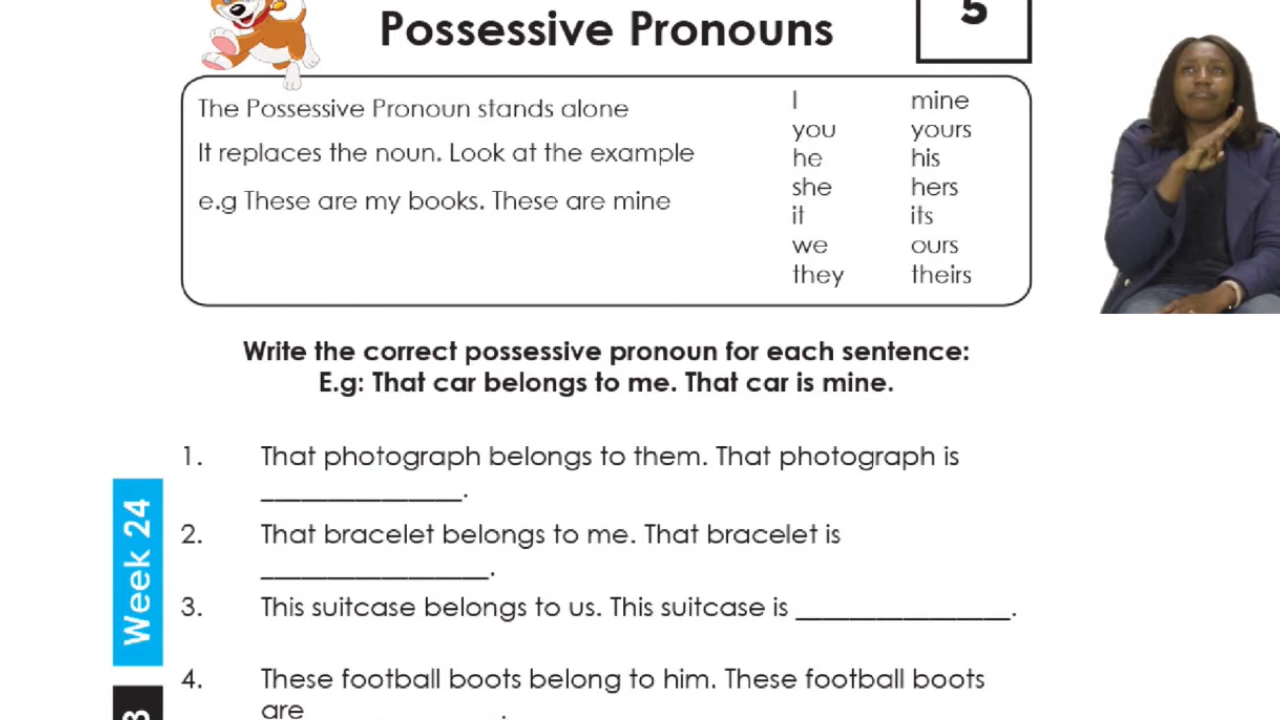 Possessive Pronouns
5
The Possessive Pronoun stands alone
It replaces the noun. Look at the example
e.g These are my books. These are mine
I mine
you yours
he his
she hers
it its
we ours
they theirs
Write the correct possessive pronoun for each sentence:
E.g: That car belongs to me. That car is mine.
1. That photograph belongs to them. That photograph is
_______________.
2. That bracelet belongs to me. That bracelet is
_________________.
3. This suitcase belongs to us. This suitcase is ________________.
4. These football boots belong to him. These football boots
are _______________.
Week 24